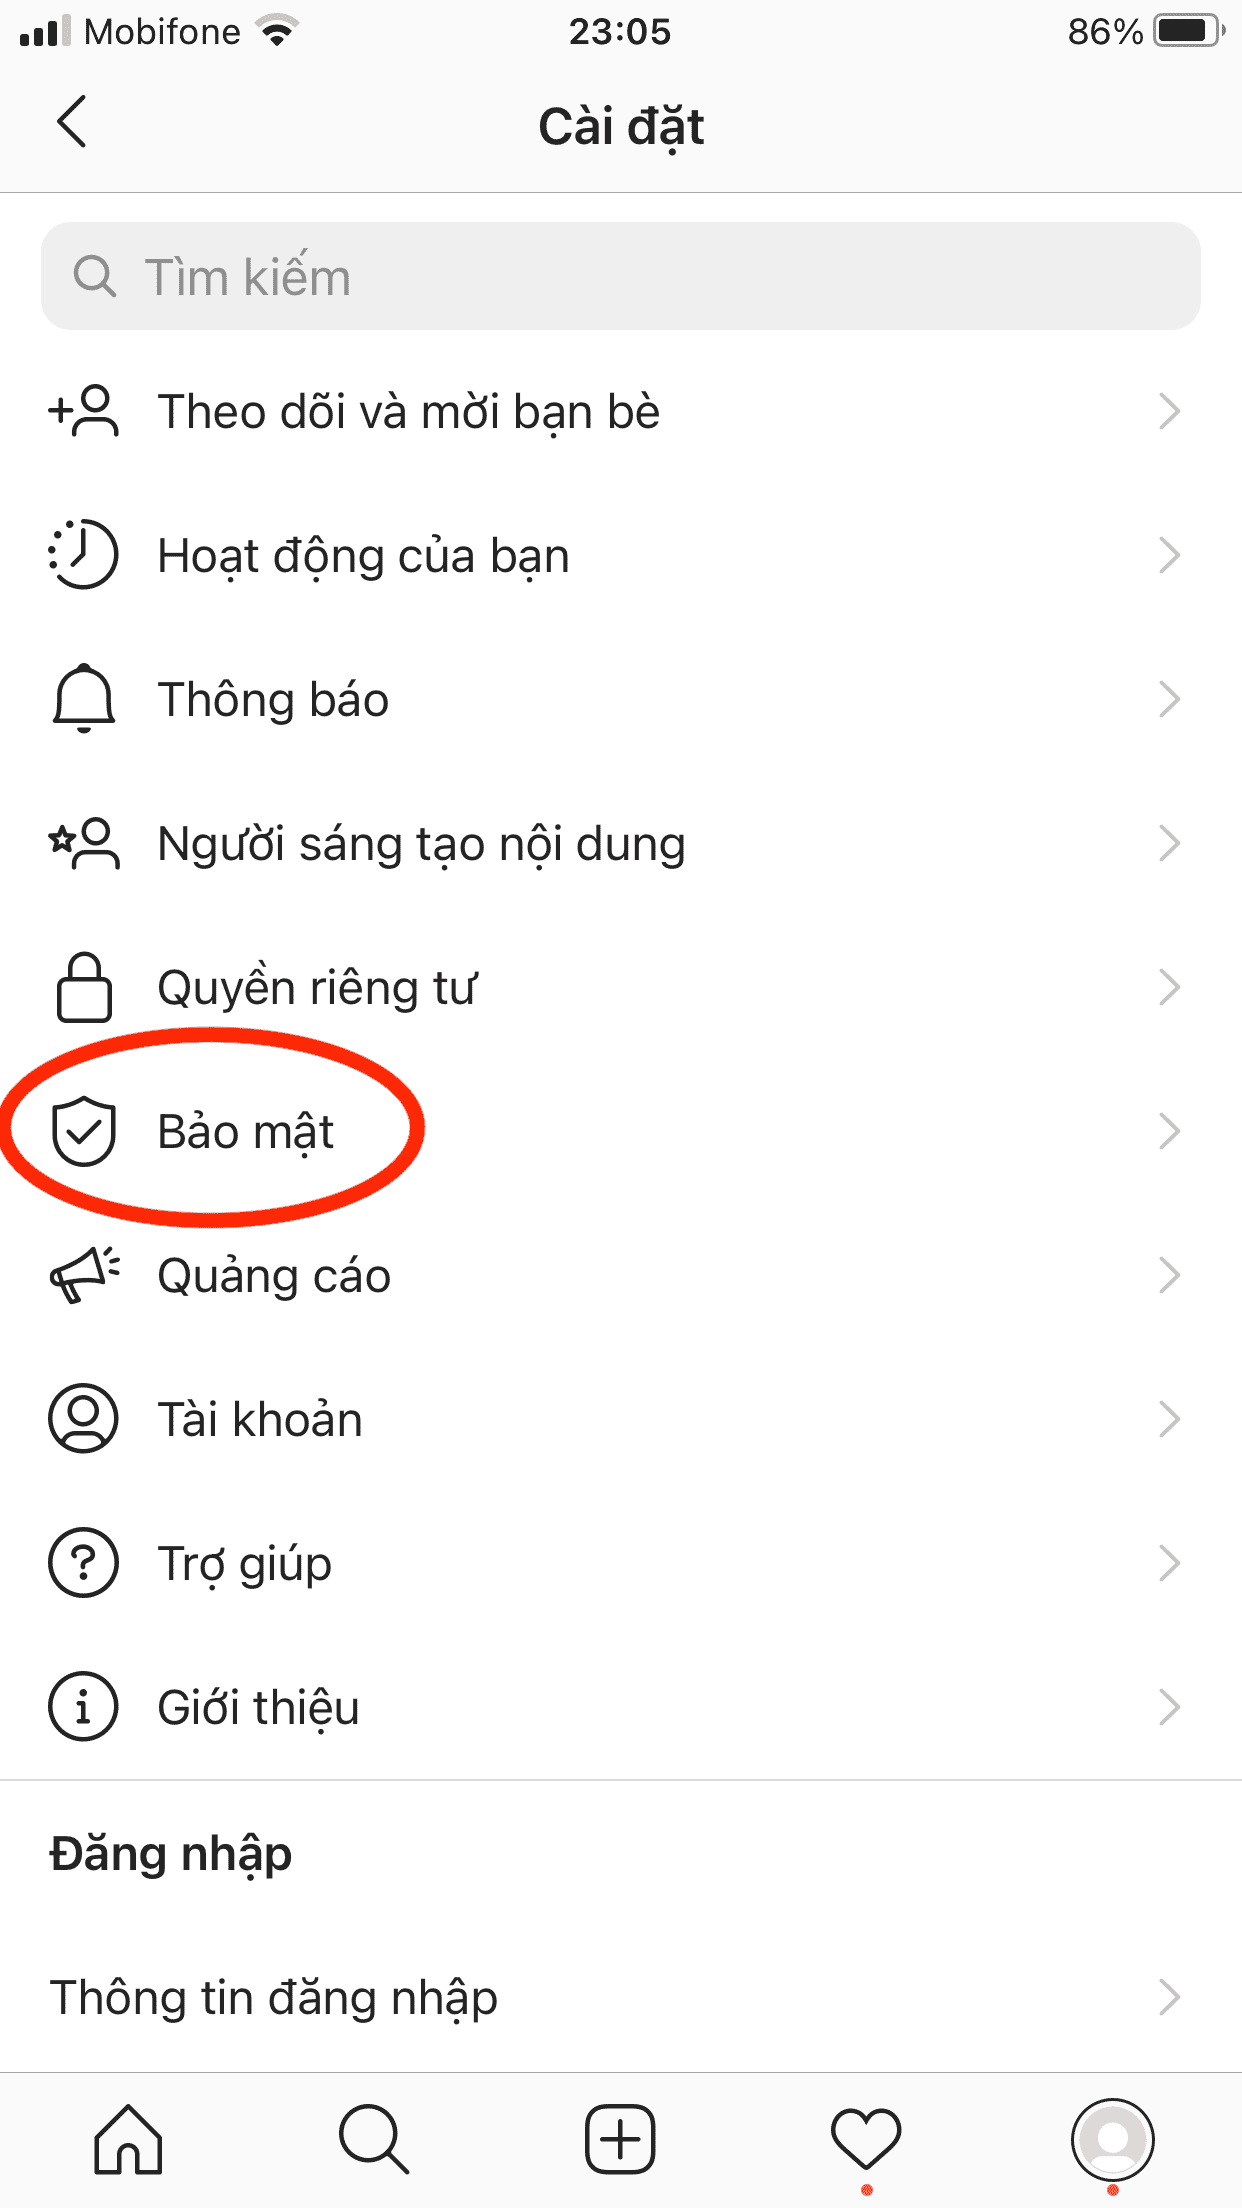 Mobifone 23:05 86%
Cài đặt
Tìm kiếm
Theo dõi và mời bạn bè
Hoạt động của bạn
Thông báo
Người sáng tạo nội dung
Quyền riêng tư
Bảo mật
Quảng cáo
Tài khoản
Trợ giúp
Giới thiệu
Đăng nhập
Thông tin đăng nhập